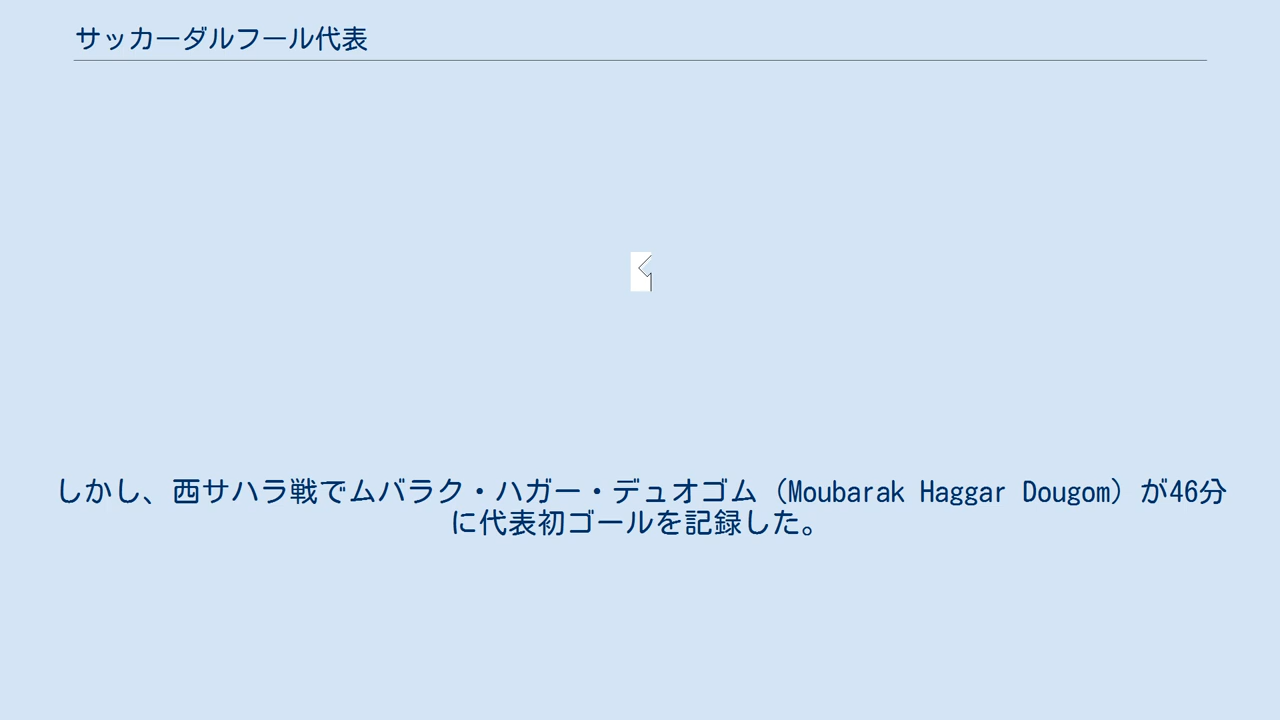 サッカーダルフール代表
しかし、西サハラ戦でムバラク・ハガー・デュオゴム（Moubarak Haggar Dougom）が46分
に代表初ゴールを記録した。